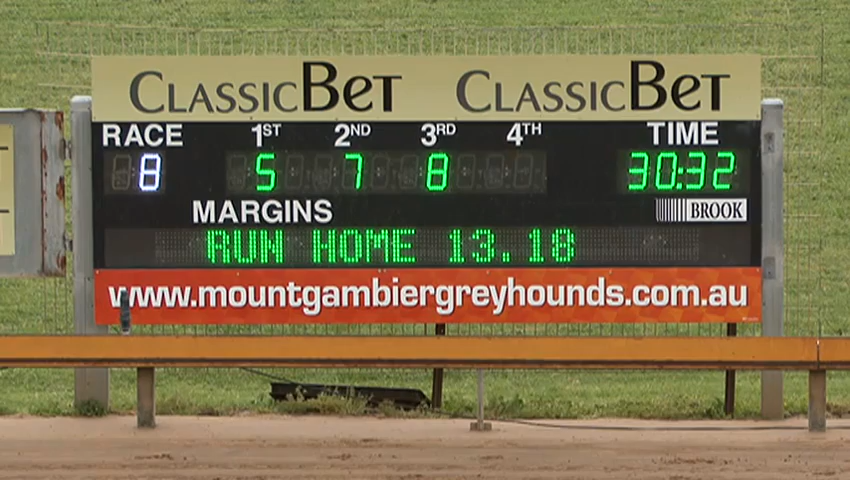 CLASSICBET CLASSICBET
RACE 1ST 2ND 3RD 4TH TIME
8 5 7 8 30:32
MARGINS BROOK
RUN HOME 13.18
www.mountgambiergreyhounds.com.au